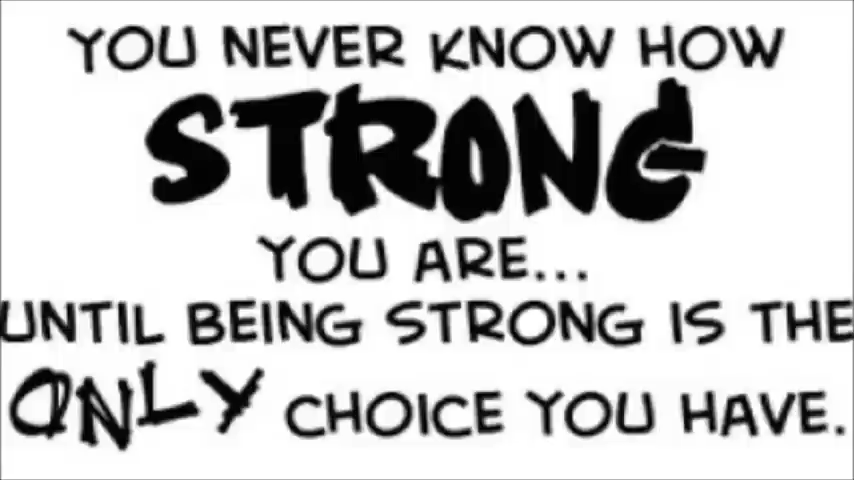 YOU NEVER KNOW HOW
STRONG
YOU ARE...
UNTIL BEING STRONG IS THE
ONLY CHOICE YOU HAVE.